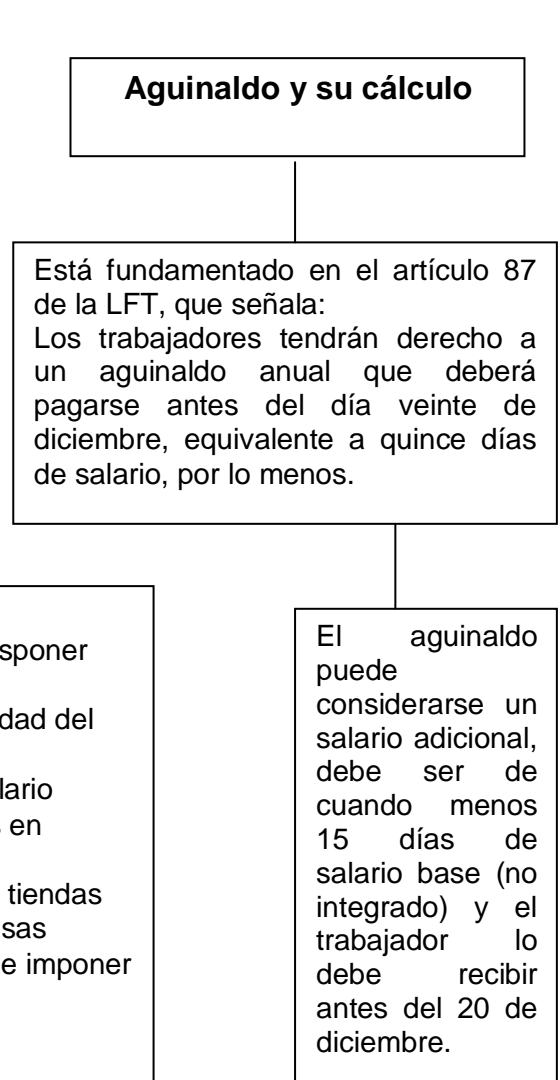 Aguinaldo y su cálculo
Está fundamentado en el artículo 87
de la LFT, que señala:
Los trabajadores tendrán derecho a
un aguinaldo anual que deberá
pagarse antes del día veinte de
diciembre, equivalente a quince días
de salario, por lo menos.
dad del
en
tiendas
e imponer
El aguinaldo
puede
considerarse un
salario adicional,
debe ser de
cuando menos
15 días de
salario base (no
integrado) y el
trabajador lo
debe recibir
antes del 20 de
diciembre.